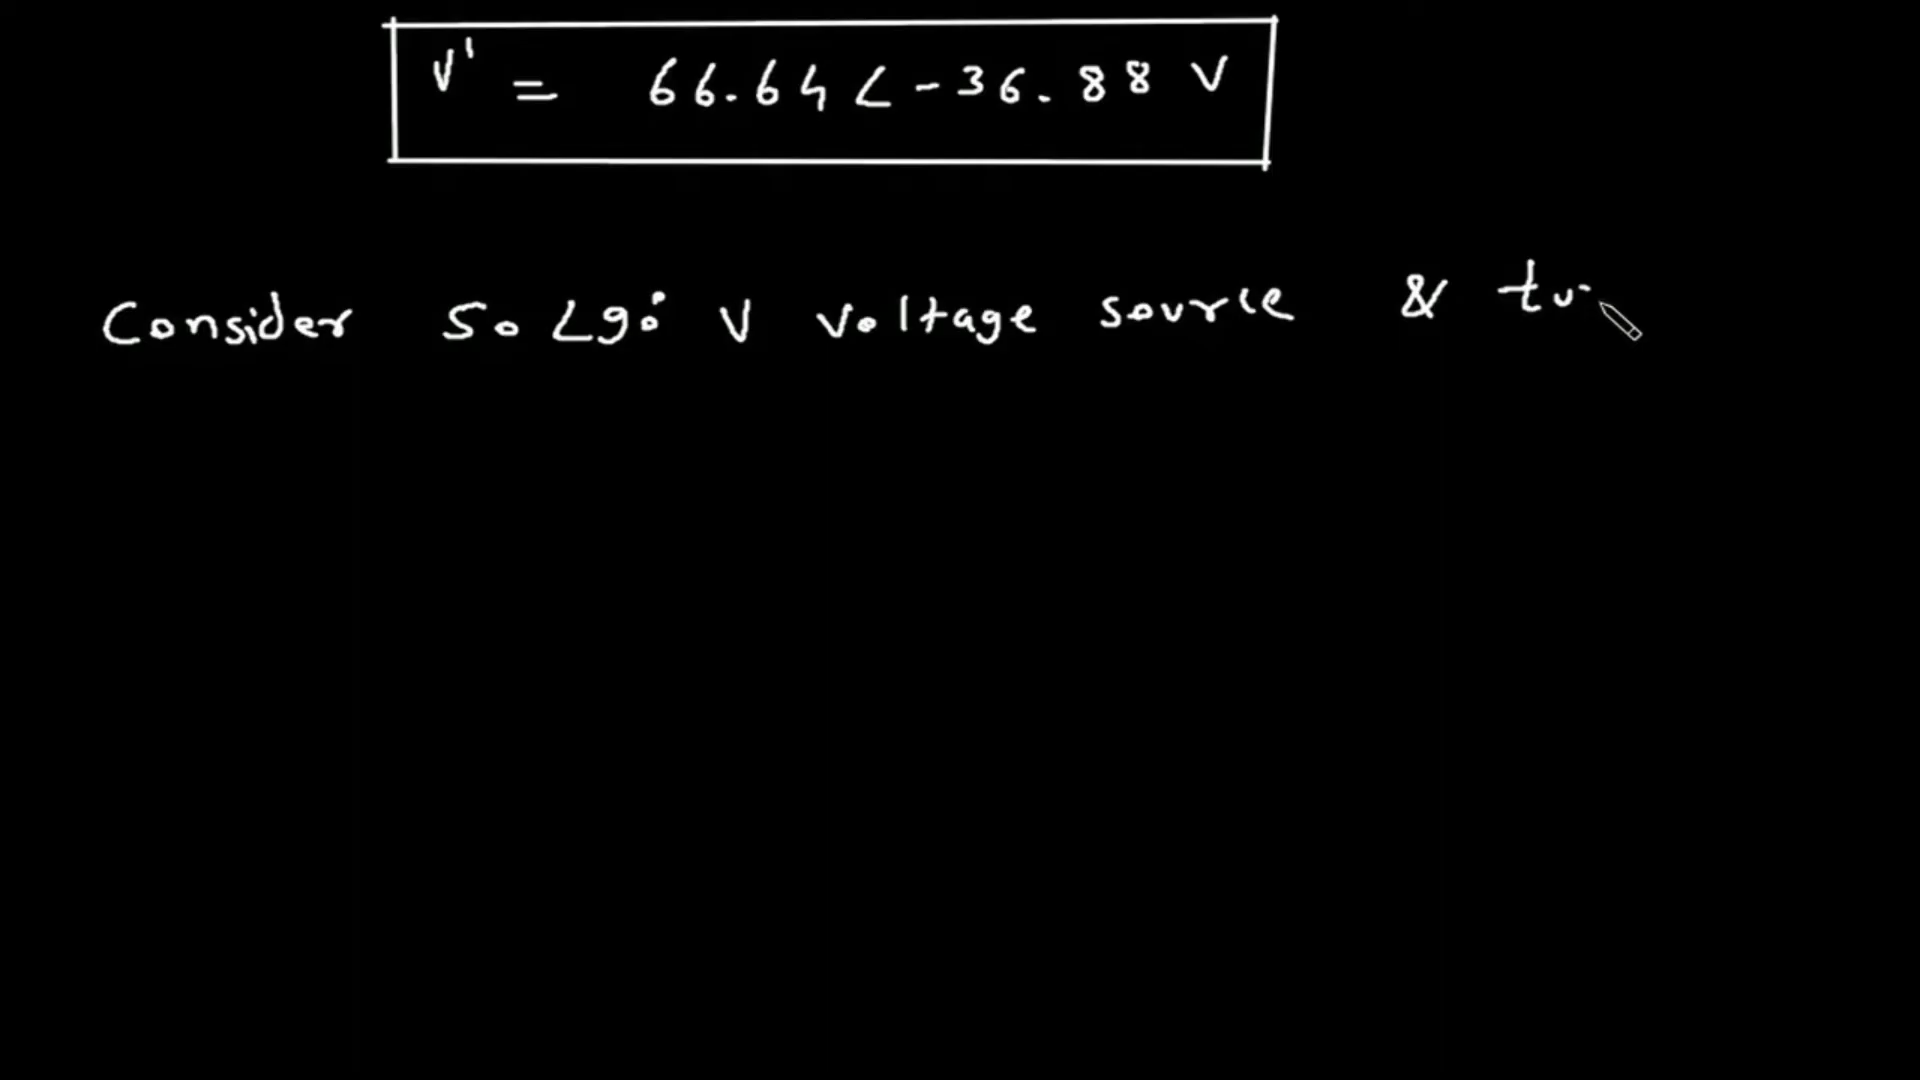 V' = 66.64∠-36.88 V
Consider 50∠90° V voltage source & tu